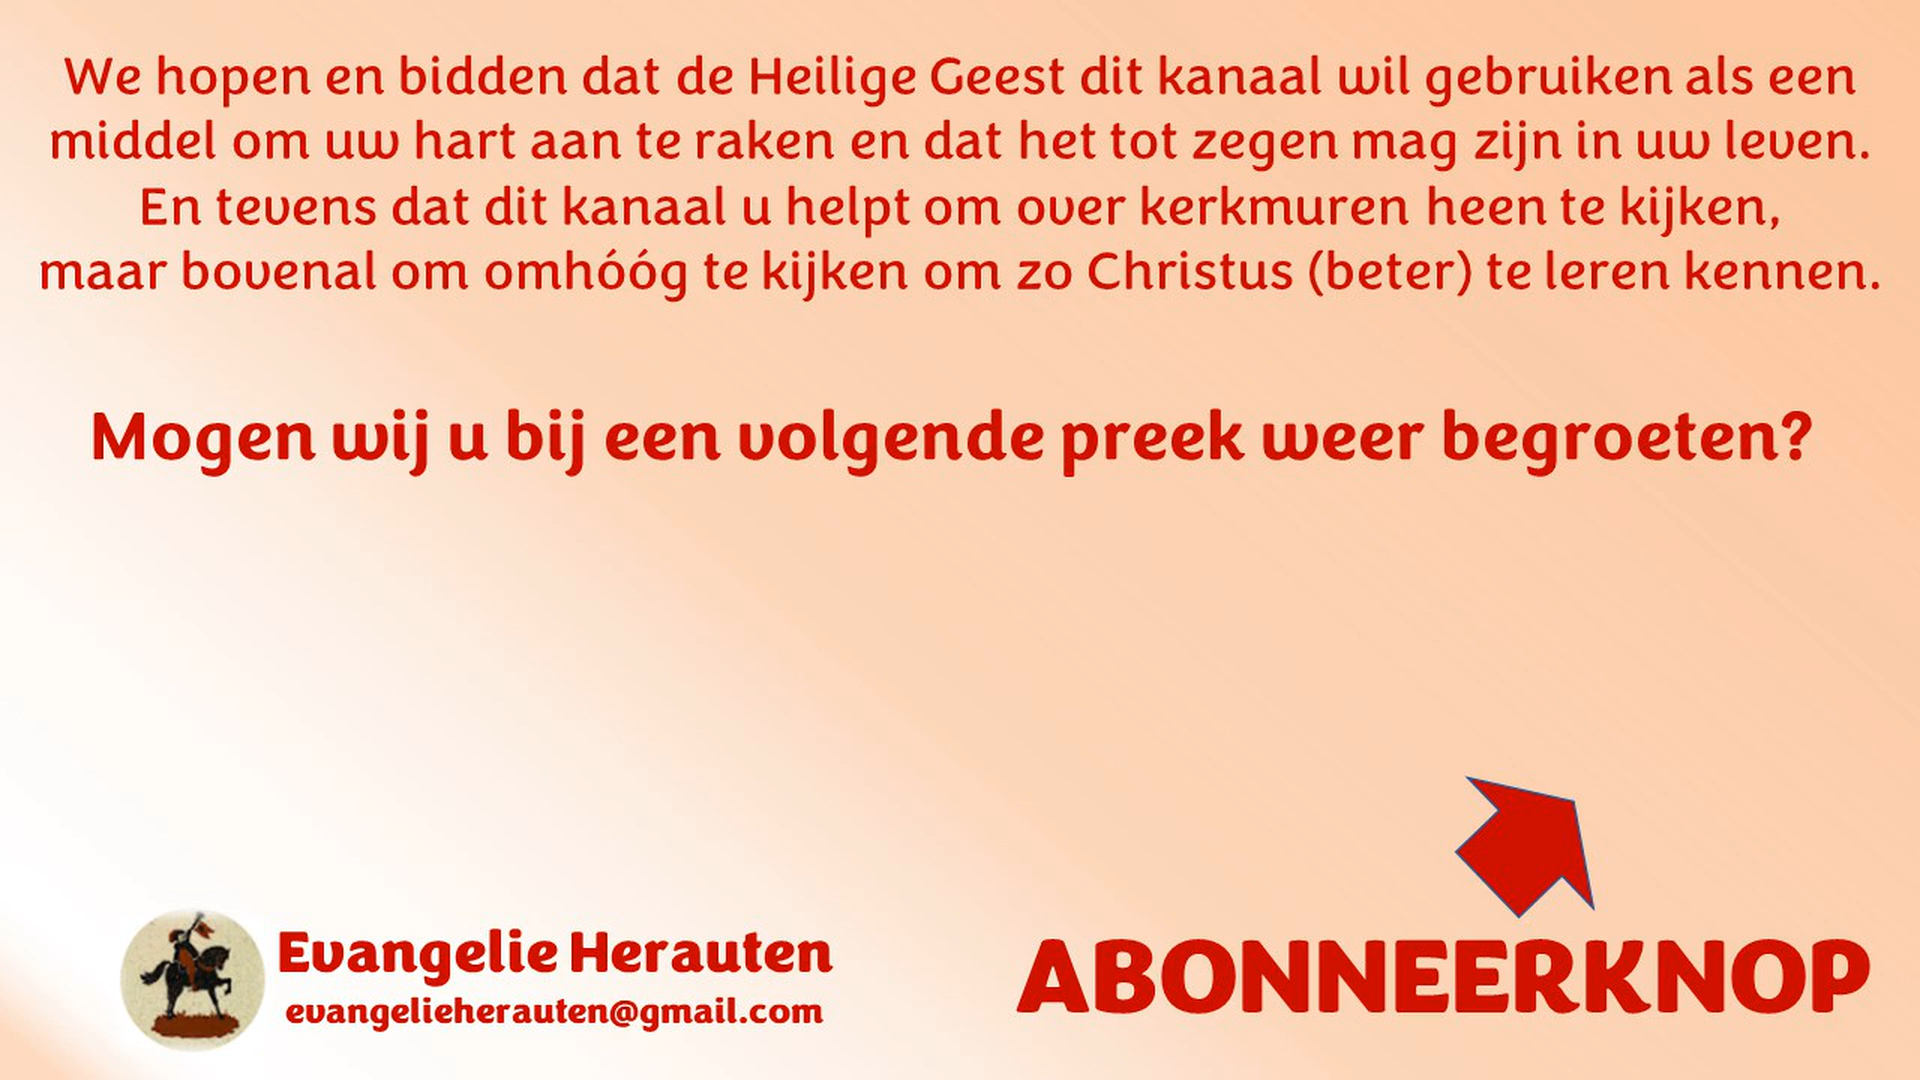 We hopen en bidden dat de Heilige Geest dit kanaal wil gebruiken als een
middel om uw hart aan te raken en dat het tot zegen mag zijn in uw leven.
En tevens dat dit kanaal u helpt om over kerkmuren heen te kijken,
maar bovenal om omhóóg te kijken om zo Christus (beter) te leren kennen.
Mogen wij u bij een volgende preek weer begroeten?
Evangelie Herauten
evangelieherauten@gmail.com
ABONNEERKNOP